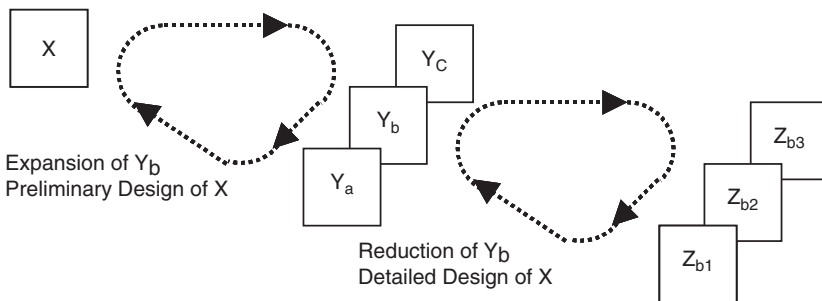 X
Y_C
Y_b
Y_a
Expansion of Y_b
Preliminary Design of X
Z_b3
Z_b2
Z_b1
Reduction of Y_b
Detailed Design of X